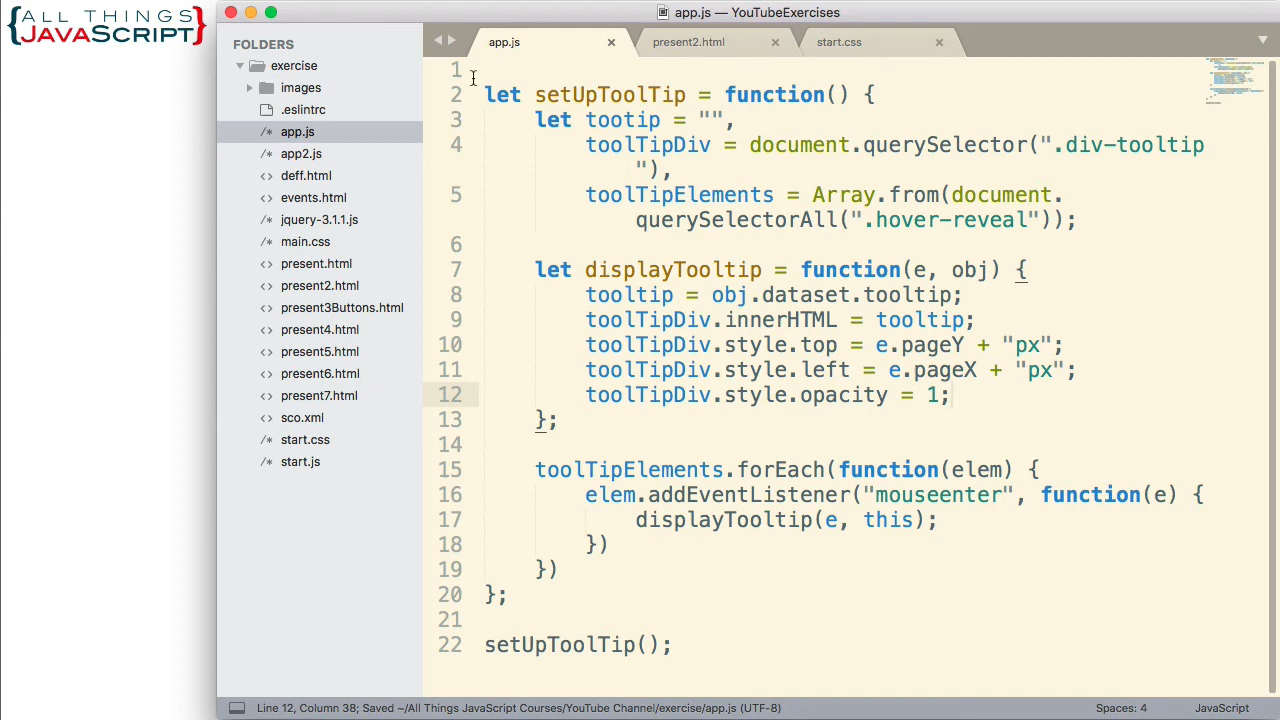 ALL THINGS
JAVASCRIPT
app.js — YouTubeExercises
FOLDERS
exercise
images
.eslintrc
app.js
app2.js
deff.html
events.html
jquery-3.1.1.js
main.css
present.html
present2.html
present3Buttons.html
present4.html
present5.html
present6.html
present7.html
sco.xml
start.css
start.js
app.js
present2.html
start.css
1
2 let setUpToolTip = function() {
3 let tootip = "",
4 toolTipDiv = document.querySelector(".div-tooltip
"),
5 toolTipElements = Array.from(document.
querySelectorAll(".hover-reveal"));
6
7 let displayTooltip = function(e, obj) {
8 tooltip = obj.dataset.tooltip;
9 toolTipDiv.innerHTML = tooltip;
10 toolTipDiv.style.top = e.pageY + "px";
11 toolTipDiv.style.left = e.pageX + "px";
12 toolTipDiv.style.opacity = 1;
13 };
14
15 toolTipElements.forEach(function(elem) {
16 elem.addEventListener("mouseenter", function(e) {
17 displayTooltip(e, this);
18 })
19 })
20 };
21
22 setUpToolTip();
Line 12, Column 38; Saved ~/All Things JavaScript Courses/YouTube Channel/exercise/app.js (UTF-8)
Spaces: 4
JavaScript